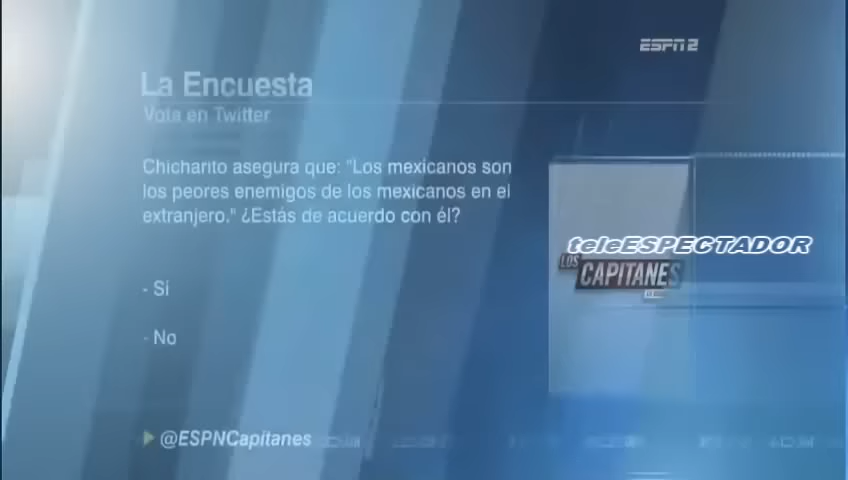 ESPN 2
La Encuesta
Vota en Twitter
Chicharito asegura que: "Los mexicanos son
los peores enemigos de los mexicanos en el
extranjero." ¿Estás de acuerdo con él?
teleESPECTADOR
LOS
CAPITANES
- Sí
- No
@ESPNCapitanes